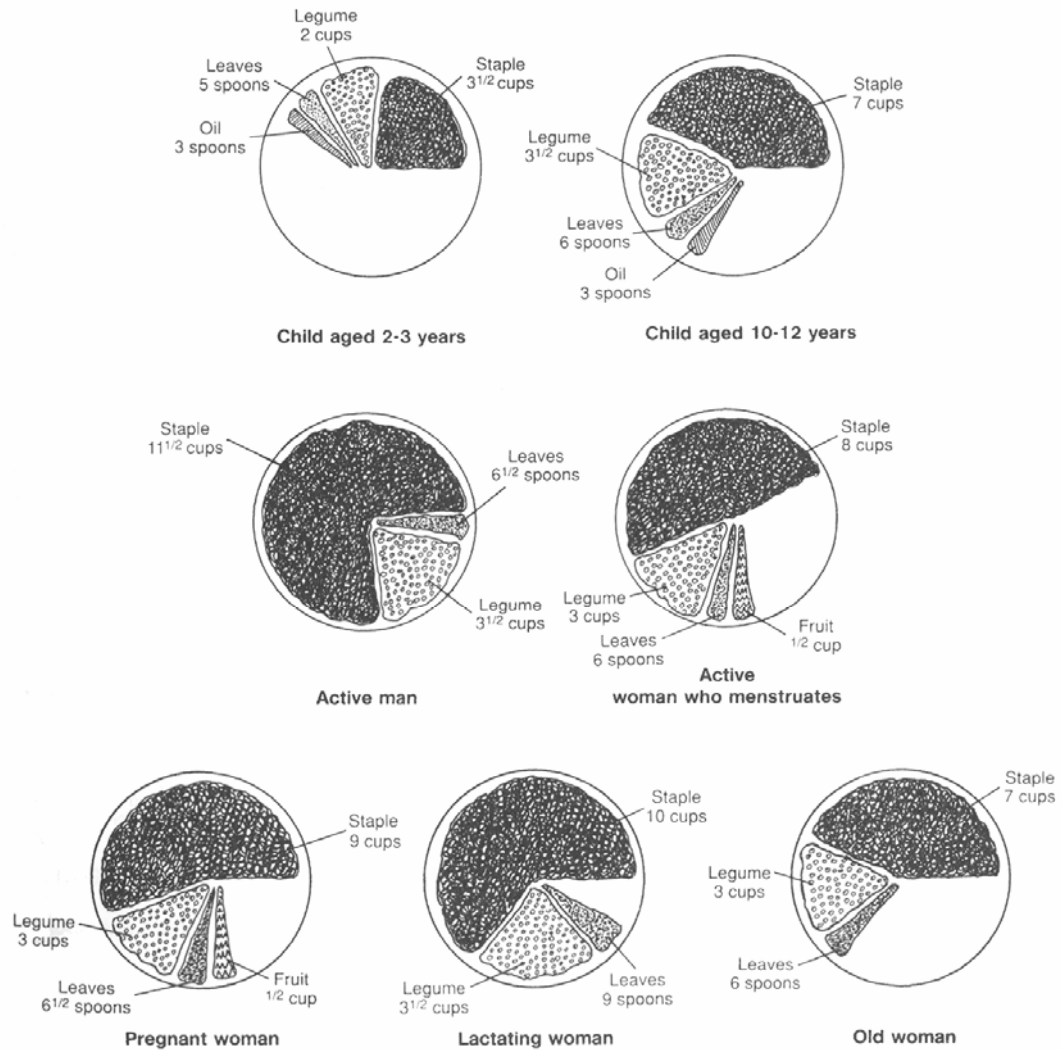 Legume
2 cups
Leaves
5 spoons
Oil
3 spoons
Staple
3 1/2 cups
Child aged 2-3 years
Staple
7 cups
Legume
3 1/2 cups
Leaves
6 spoons
Oil
3 spoons
Child aged 10-12 years
Staple
11 1/2 cups
Leaves
6 1/2 spoons
Legume
3 1/2 cups
Active man
Staple
8 cups
Legume
3 cups
Leaves
6 spoons
Fruit
1/2 cup
Active
woman who menstruates
Staple
9 cups
Legume
3 cups
Leaves
6 1/2 spoons
Fruit
1/2 cup
Pregnant woman
Staple
10 cups
Legume
3 1/2 cups
Leaves
9 spoons
Lactating woman
Staple
7 cups
Legume
3 cups
Leaves
6 spoons
Old woman